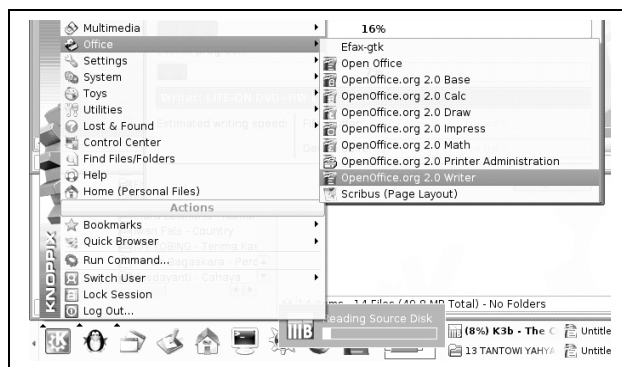 Multimedia
Office
Settings
System
Toys
Utilities
Lost & Found
Control Center
Find Files/Folders
Help
Home (Personal Files)
Actions
Bookmarks
Quick Browser
Run Command...
Switch User
Lock Session
Log Out...
KNOPPIX
16%
Efax-gtk
Open Office
OpenOffice.org 2.0 Base
OpenOffice.org 2.0 Calc
OpenOffice.org 2.0 Draw
OpenOffice.org 2.0 Impress
OpenOffice.org 2.0 Math
OpenOffice.org 2.0 Printer Administration
OpenOffice.org 2.0 Writer
Scribus (Page Layout)
Estimated writing speed:
Country
Terima Kas
Cahaya
14 Files (49.8 MB Total) - No Folders
Reading Source Disk
(8%) K3b - The C
Untitle
13 TANTOWI YAHYA
Untitle